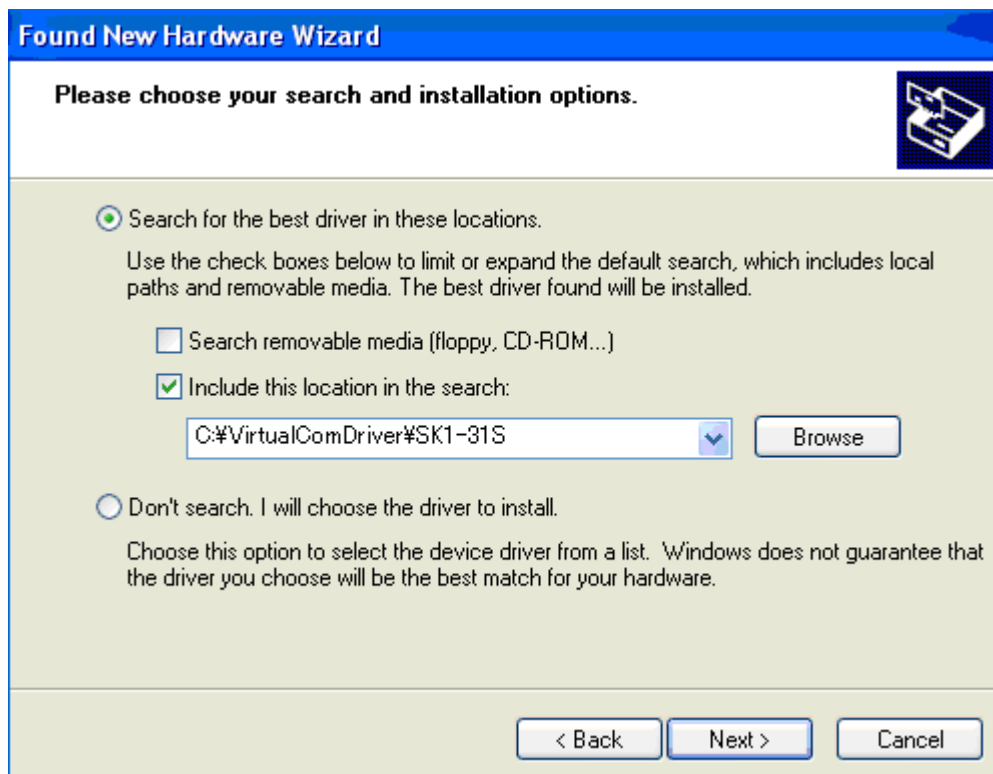 Found New Hardware Wizard
Please choose your search and installation options.
Search for the best driver in these locations.
Use the check boxes below to limit or expand the default search, which includes local
paths and removable media. The best driver found will be installed.
Search removable media (floppy, CD-ROM...)
Include this location in the search:
C:¥VirtualComDriver¥SK1-31S
Browse
Don't search. I will choose the driver to install.
Choose this option to select the device driver from a list. Windows does not guarantee that
the driver you choose will be the best match for your hardware.
< Back Next > Cancel